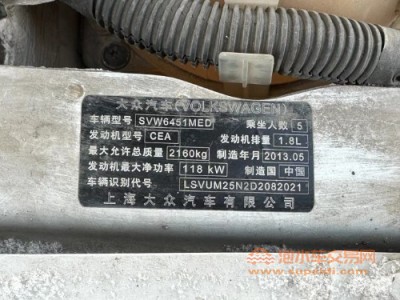 大众汽车(VOLKSWAGEN)
车辆型号 SVW6451MED 乘坐人数 5
发动机型号 CEA 发动机排量 1.8L
最大允许总质量 2160kg 制造年月 2013.05
发动机最大净功率 118 kW 制造国 中国
车辆识别代号 LSVUM25N2D2082021
上海大众汽车有限公司